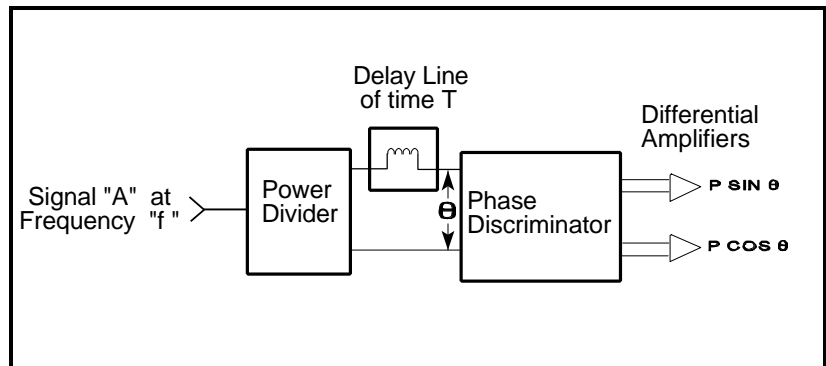 Delay Line
of time T
Differential
Amplifiers
Signal "A" at
Frequency "f "
Power
Divider
θ
Phase
Discriminator
P SIN θ
P COS θ